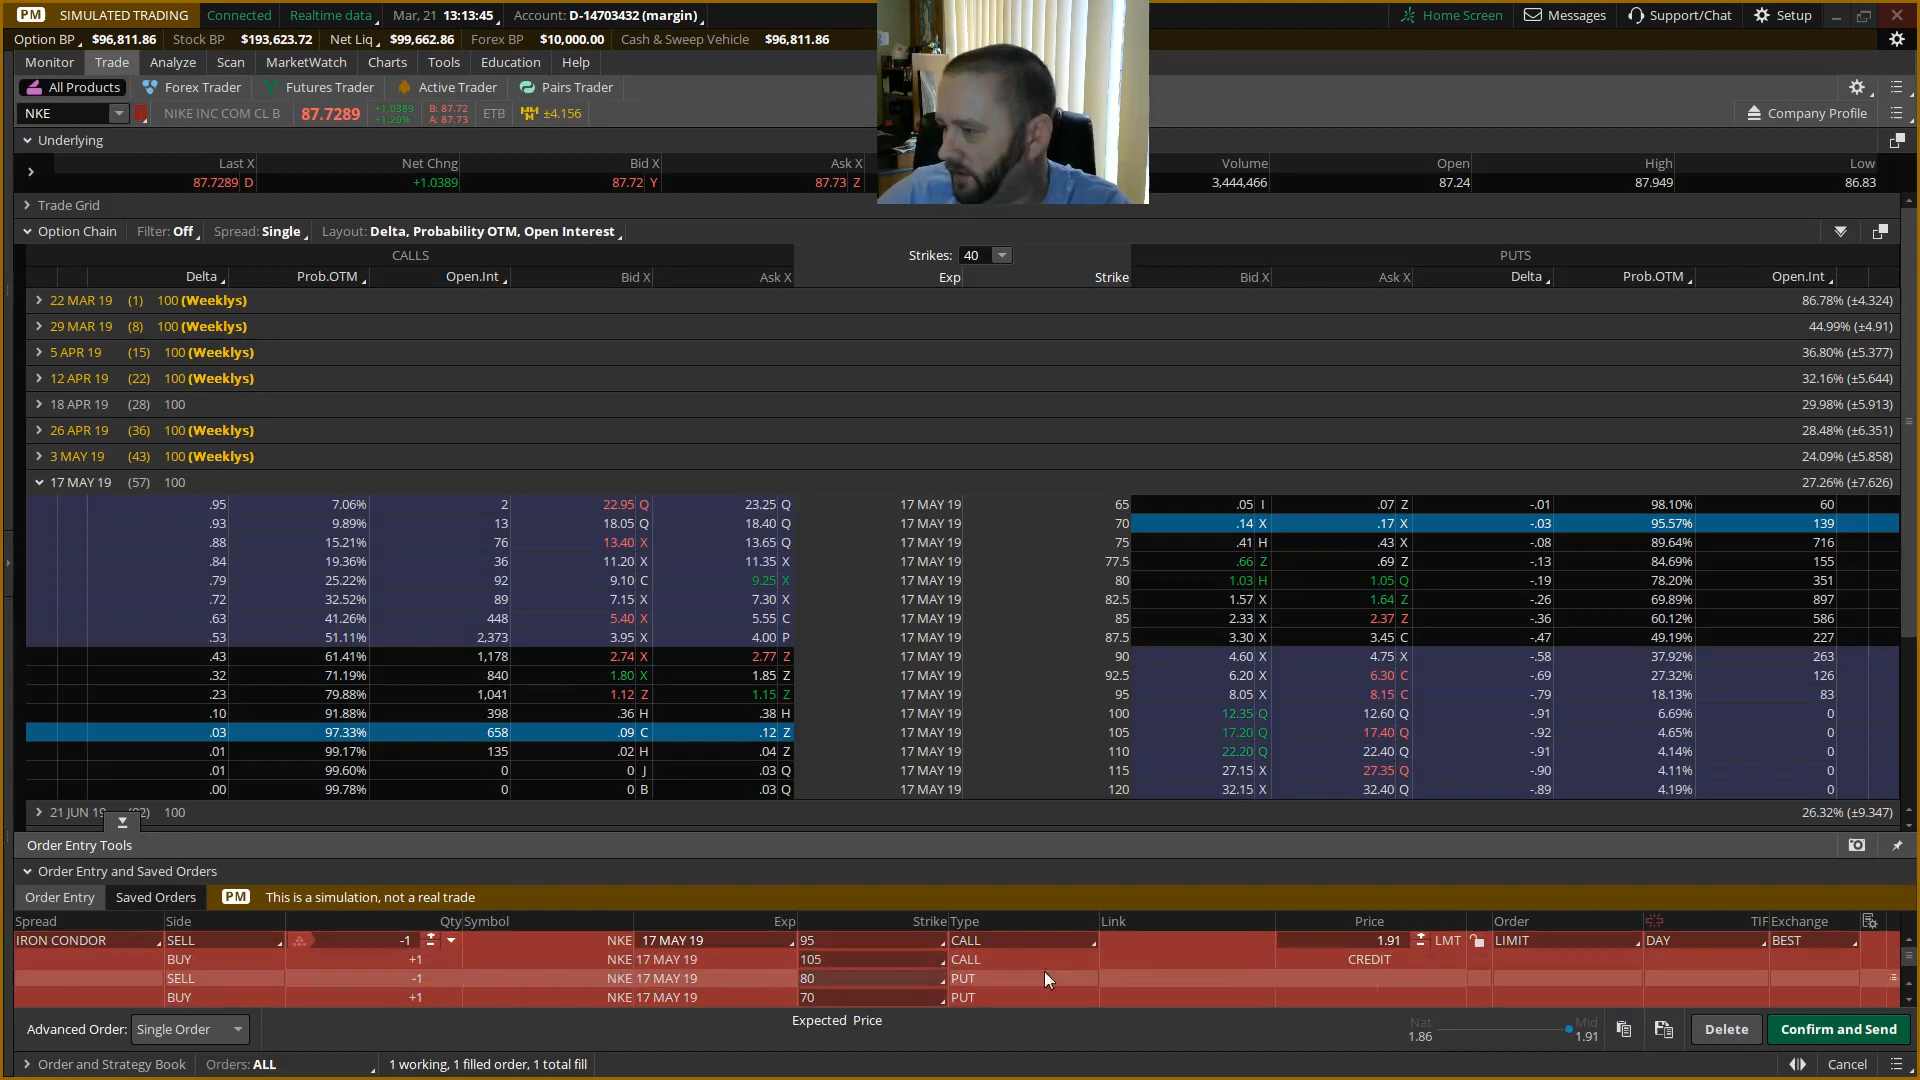 PM SIMULATED TRADING Connected Realtime data Mar, 21 13:13:45 Account: D-14703432 (margin) Home Screen Messages Support/Chat Setup
Option BP $96,811.86 Stock BP $193,623.72 Net Liq $99,662.86 Forex BP $10,000.00 Cash & Sweep Vehicle $96,811.86
Monitor Trade Analyze Scan MarketWatch Charts Tools Education Help
All Products Forex Trader Futures Trader Active Trader Pairs Trader
NKE NIKE INC COM CL B 87.7289 +1.0389 +1.20% B: 87.72 A: 87.73 ETB MMM ±4.156 Company Profile
Underlying
Last X Net Chng Bid X Ask X Volume Open High Low
87.7289 D +1.0389 87.72 Y 87.73 Z 3,444,466 87.24 87.949 86.83
Trade Grid
Option Chain Filter: Off Spread: Single Layout: Delta, Probability OTM, Open Interest
CALLS Strikes: 40 PUTS
Delta Prob.OTM Open.Int Bid X Ask X Exp Strike Bid X Ask X Delta Prob.OTM Open.Int
22 MAR 19 (1) 100 (Weeklys) 86.78% (±4.324)
29 MAR 19 (8) 100 (Weeklys) 44.99% (±4.91)
5 APR 19 (15) 100 (Weeklys) 36.80% (±5.377)
12 APR 19 (22) 100 (Weeklys) 32.16% (±5.644)
18 APR 19 (28) 100 29.98% (±5.913)
26 APR 19 (36) 100 (Weeklys) 28.48% (±6.351)
3 MAY 19 (43) 100 (Weeklys) 24.09% (±5.858)
17 MAY 19 (57) 100 27.26% (±7.626)
.95 7.06% 2 22.95 Q 23.25 Q 17 MAY 19 65 .05 I .07 Z -.01 98.10% 60
.93 9.89% 13 18.05 Q 18.40 Q 17 MAY 19 70 .14 X .17 X -.03 95.57% 139
.88 15.21% 76 13.40 X 13.65 Q 17 MAY 19 75 .41 H .43 X -.08 89.64% 716
.84 19.36% 36 11.20 X 11.35 X 17 MAY 19 77.5 .66 Z .69 Z -.13 84.69% 155
.79 25.22% 92 9.10 C 9.25 X 17 MAY 19 80 1.03 H 1.05 Q -.19 78.20% 351
.72 32.52% 89 7.15 X 7.30 X 17 MAY 19 82.5 1.57 X 1.64 Z -.26 69.89% 897
.63 41.26% 448 5.40 X 5.55 C 17 MAY 19 85 2.33 X 2.37 Z -.36 60.12% 586
.53 51.11% 2,373 3.95 X 4.00 P 17 MAY 19 87.5 3.30 X 3.45 C -.47 49.19% 227
.43 61.41% 1,178 2.74 X 2.77 Z 17 MAY 19 90 4.60 X 4.75 X -.58 37.92% 263
.32 71.19% 840 1.80 X 1.85 Z 17 MAY 19 92.5 6.20 X 6.30 C -.69 27.32% 126
.23 79.88% 1,041 1.12 Z 1.15 Z 17 MAY 19 95 8.05 X 8.15 C -.79 18.13% 83
.10 91.88% 398 .36 H .38 H 17 MAY 19 100 12.35 Q 12.60 Q -.91 6.69% 0
.03 97.33% 658 .09 C .12 Z 17 MAY 19 105 17.20 Q 17.40 Q -.92 4.65% 0
.01 99.17% 135 .02 H .04 Z 17 MAY 19 110 22.20 Q 22.40 Q -.91 4.14% 0
.01 99.60% 0 0 J .03 Q 17 MAY 19 115 27.15 X 27.35 Q -.90 4.11% 0
.00 99.78% 0 0 B .03 Q 17 MAY 19 120 32.15 X 32.40 Q -.89 4.19% 0
21 JUN 19 100 26.32% (±9.347)
Order Entry Tools
Order Entry and Saved Orders
Order Entry Saved Orders PM This is a simulation, not a real trade
Spread Side Qty Symbol Exp Strike Type Link Price Order TIF Exchange
IRON CONDOR SELL -1 NKE 17 MAY 19 95 CALL 1.91 LMT LIMIT DAY BEST
BUY +1 NKE 17 MAY 19 105 CALL CREDIT
SELL -1 NKE 17 MAY 19 80 PUT
BUY +1 NKE 17 MAY 19 70 PUT
Advanced Order: Single Order Expected Price Nat 1.86 Mid 1.91 Delete Confirm and Send
Order and Strategy Book Orders: ALL 1 working, 1 filled order, 1 total fill Cancel